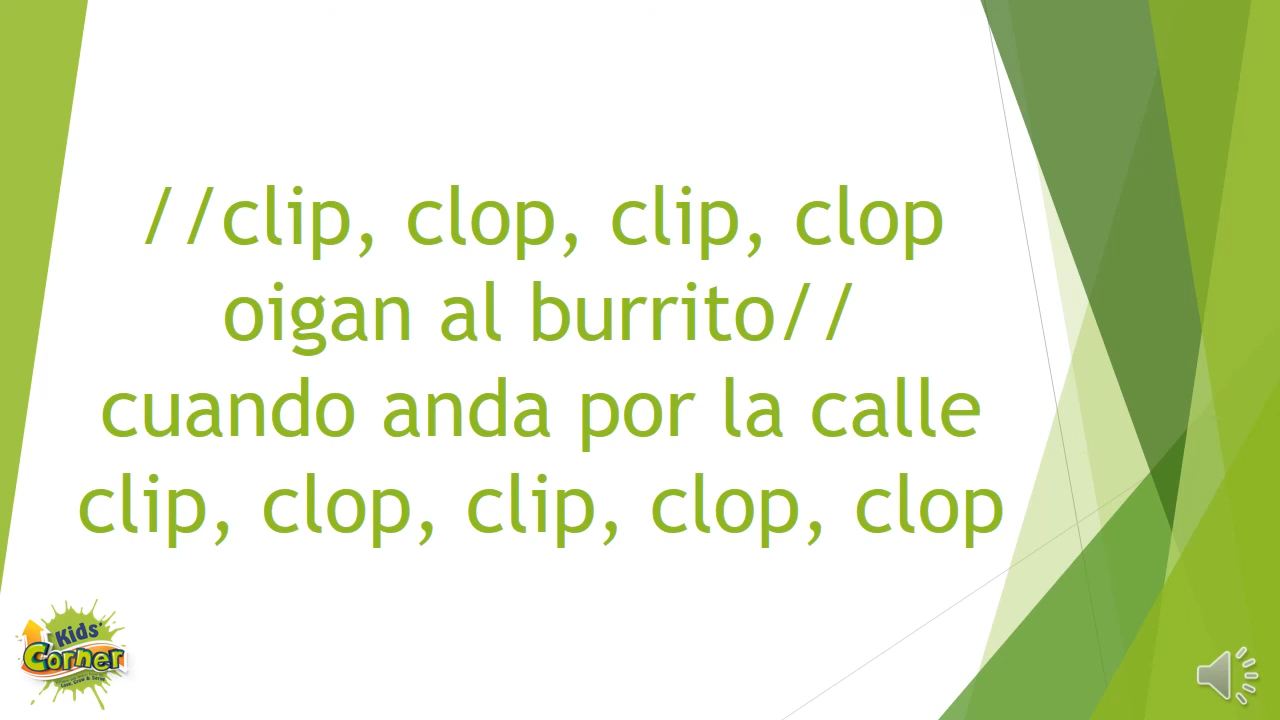 //clip, clop, clip, clop
oigan al burrito//
cuando anda por la calle
clip, clop, clip, clop, clop
Kids'
Corner